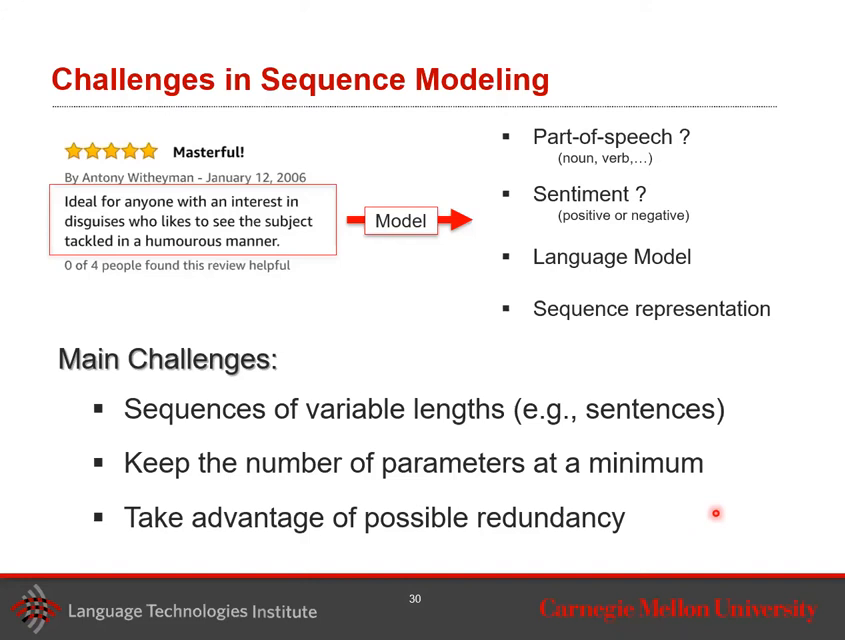 Challenges in Sequence Modeling
Masterful!
By Antony Witheyman - January 12, 2006
Ideal for anyone with an interest in
disguises who likes to see the subject
tackled in a humourous manner.
0 of 4 people found this review helpful
Model
▪ Part-of-speech ?
(noun, verb,…)
▪ Sentiment ?
(positive or negative)
▪ Language Model
▪ Sequence representation
Main Challenges:
▪ Sequences of variable lengths (e.g., sentences)
▪ Keep the number of parameters at a minimum
▪ Take advantage of possible redundancy
Language Technologies Institute
30
Carnegie Mellon University